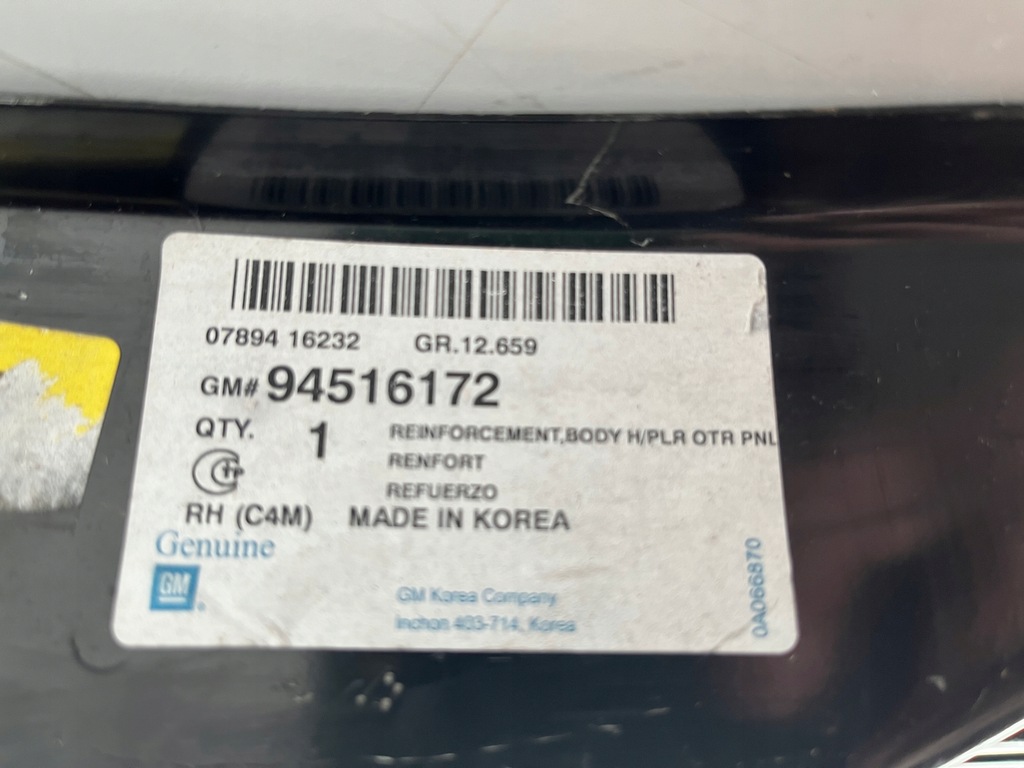 07894 16232 GR.12.659
GM# 94516172
QTY. 1 REINFORCEMENT,BODY H/PLR OTR PNL
RENFORT
REFUERZO
RH (C4M) MADE IN KOREA
Genuine
GM
GM Korea Company
Inchon 403-714, Korea
0A066870